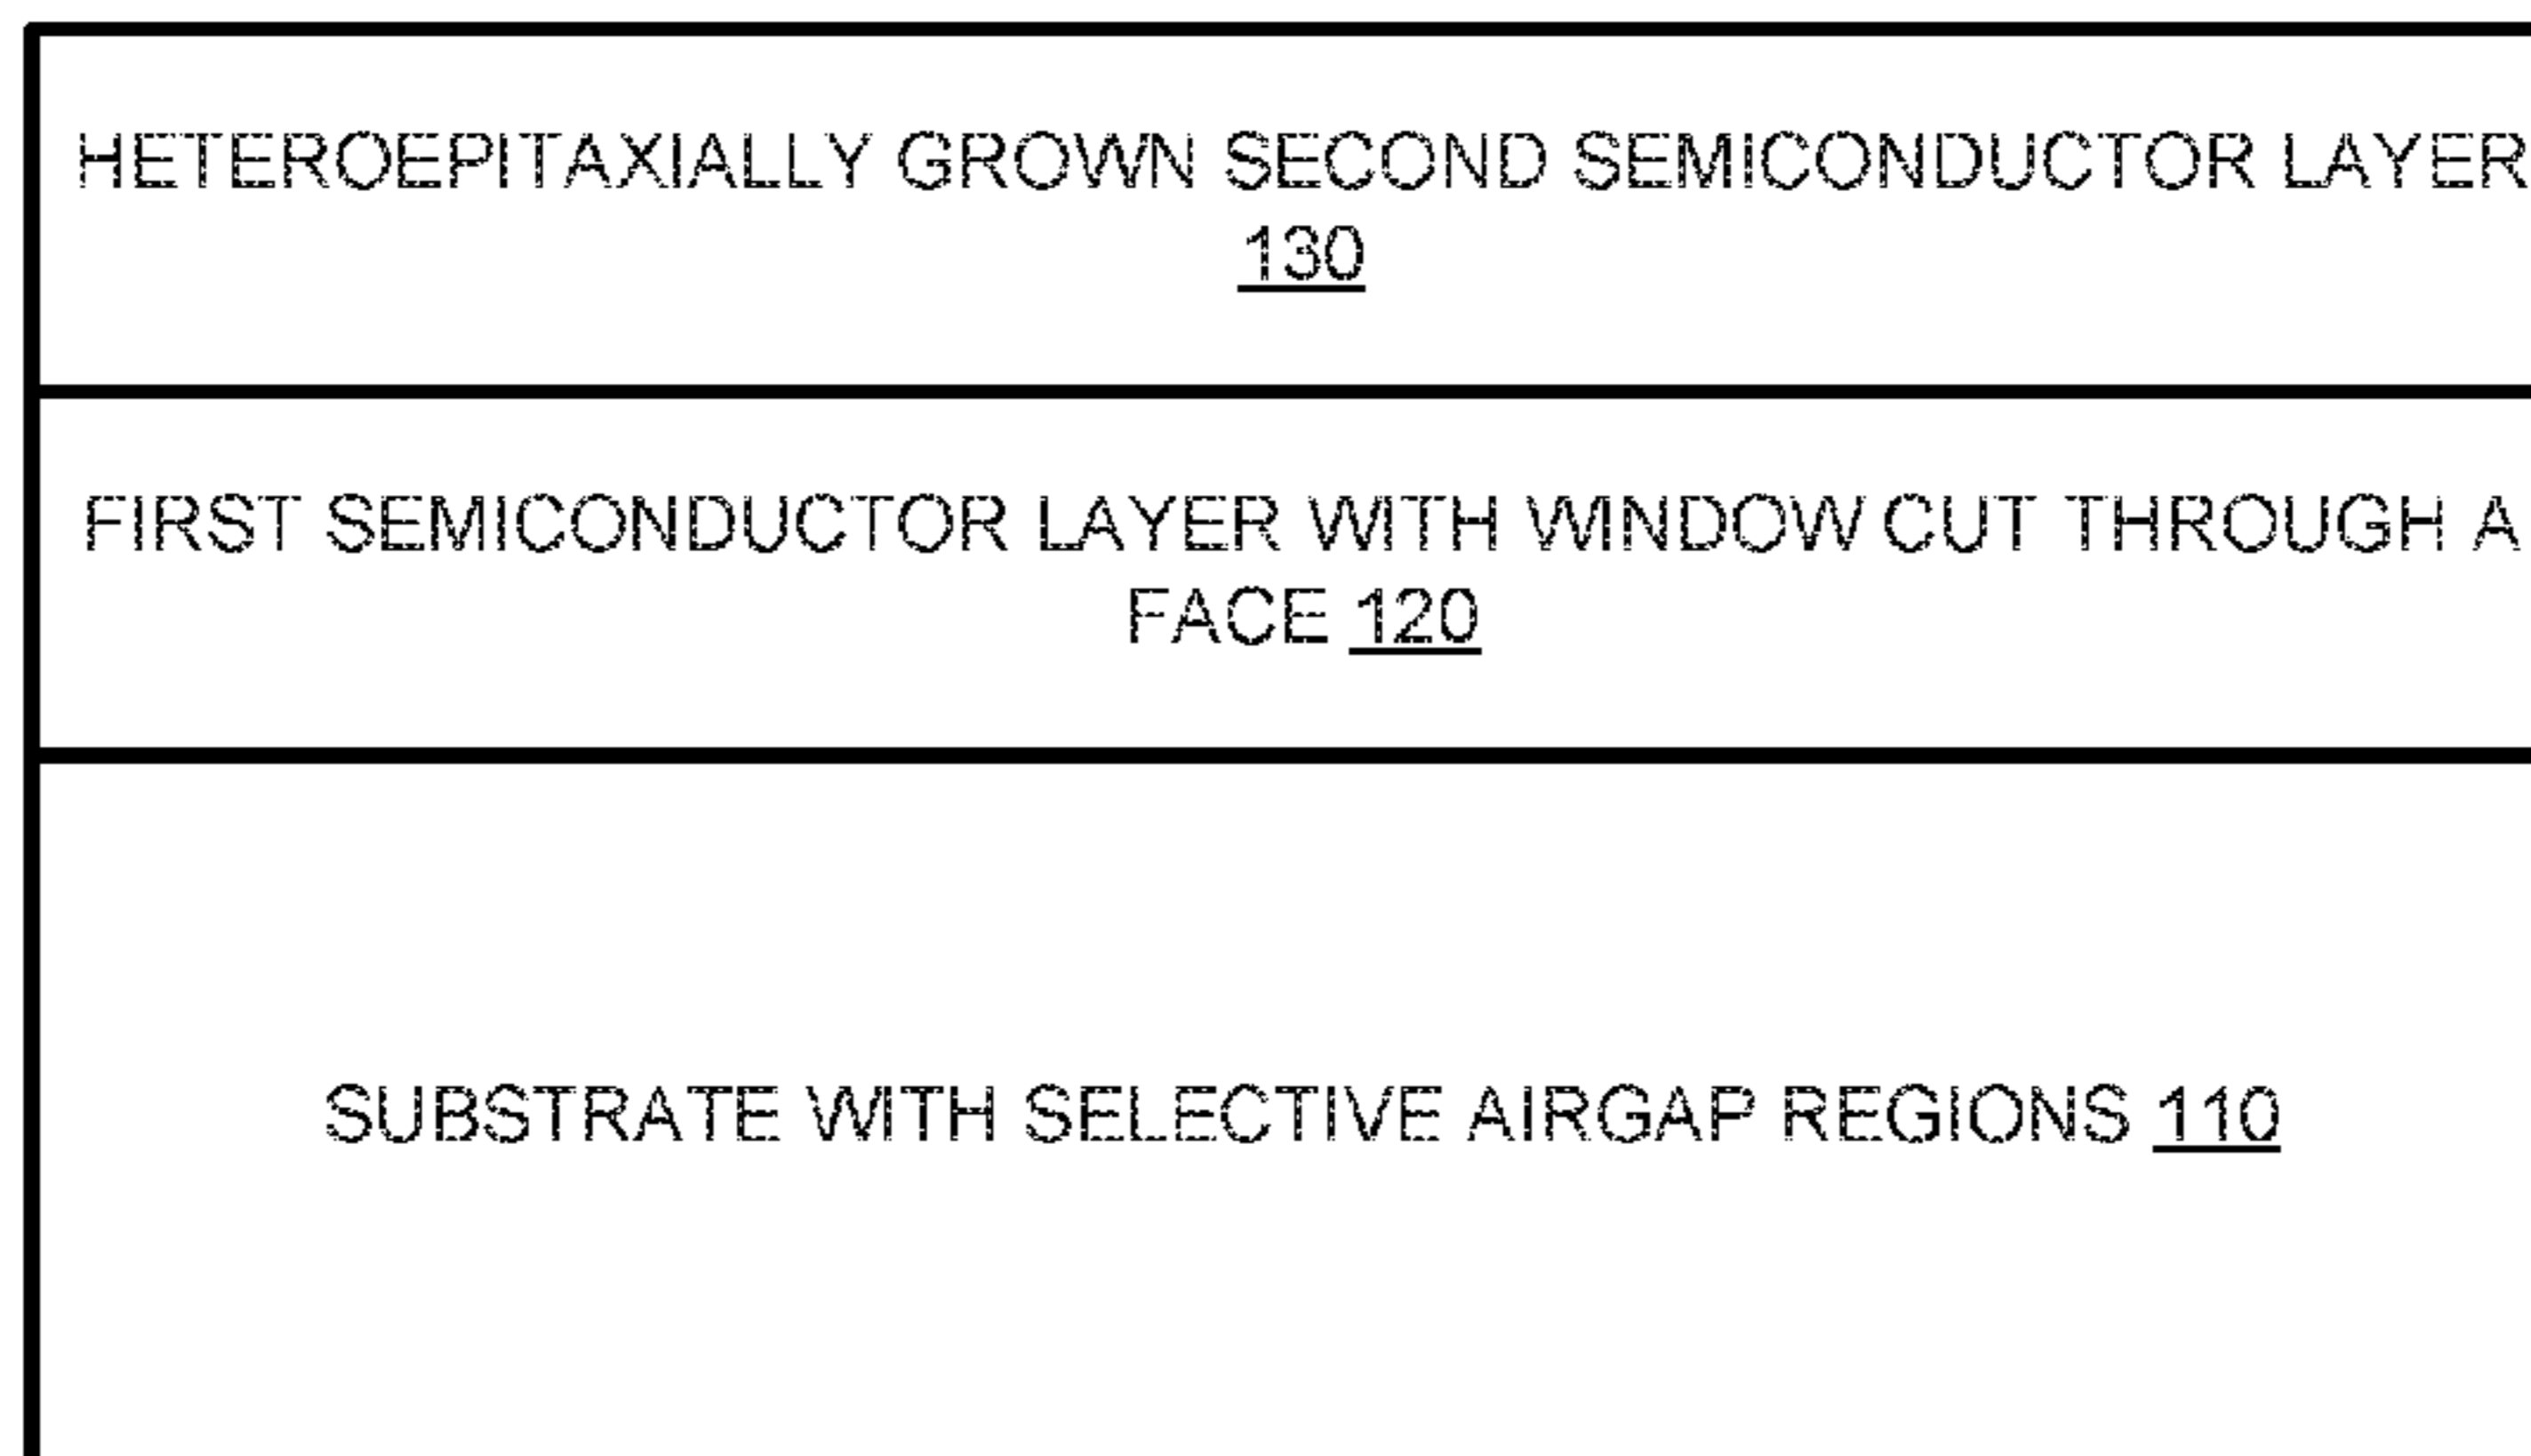 HETEROEPITAXIALLY GROWN SECOND SEMICONDUCTOR LAYER
130
FIRST SEMICONDUCTOR LAYER WITH WINDOW CUT THROUGH A
FACE 120
SUBSTRATE WITH SELECTIVE AIRGAP REGIONS 110